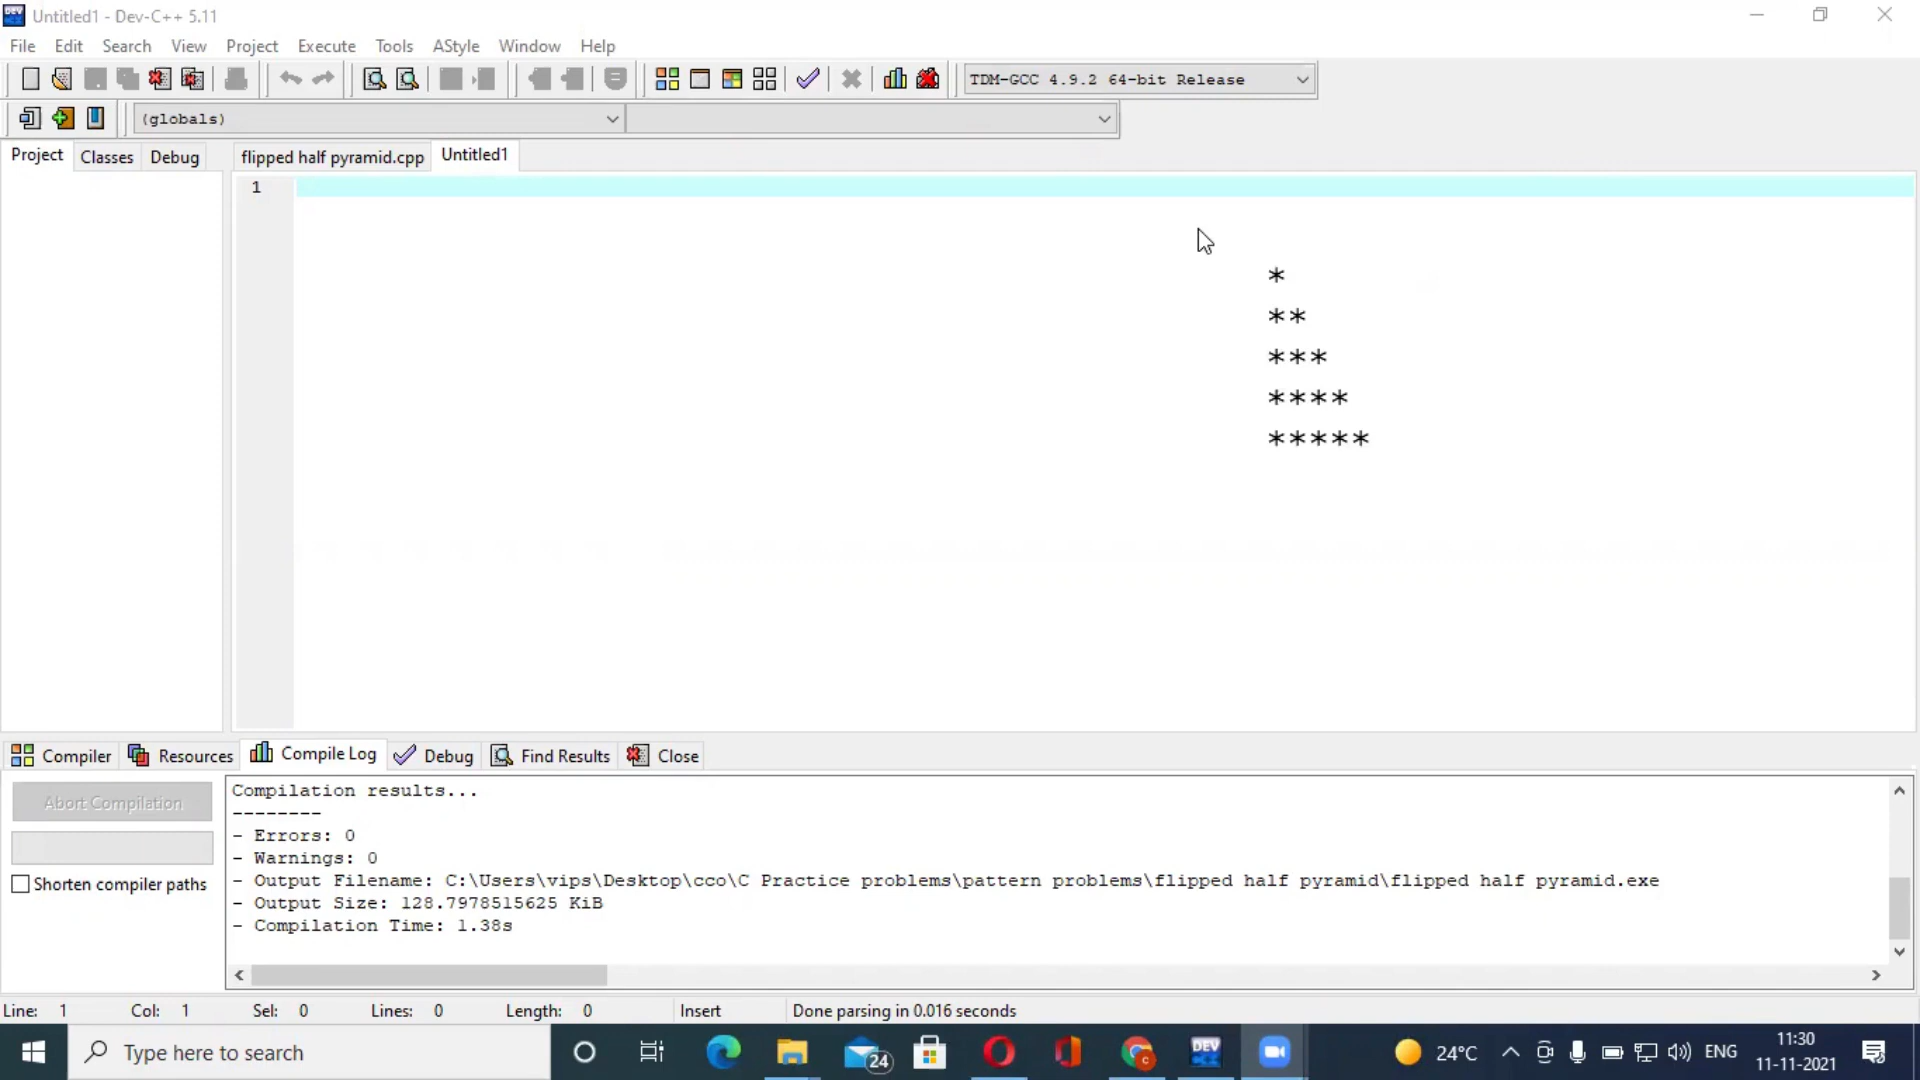 Untitled1 - Dev-C++ 5.11
File Edit Search View Project Execute Tools AStyle Window Help
TDM-GCC 4.9.2 64-bit Release
(globals)
Project Classes Debug flipped half pyramid.cpp Untitled1
1
*
**
***
****
*****
Compiler Resources Compile Log Debug Find Results Close
Abort Compilation
Shorten compiler paths
Compilation results...
--------
- Errors: 0
- Warnings: 0
- Output Filename: C:\Users\vips\Desktop\cco\C Practice problems\pattern problems\flipped half pyramid\flipped half pyramid.exe
- Output Size: 128.7978515625 KiB
- Compilation Time: 1.38s
Line: 1 Col: 1 Sel: 0 Lines: 0 Length: 0 Insert Done parsing in 0.016 seconds
Type here to search
24
DEV
24°C
ENG
11:30
11-11-2021